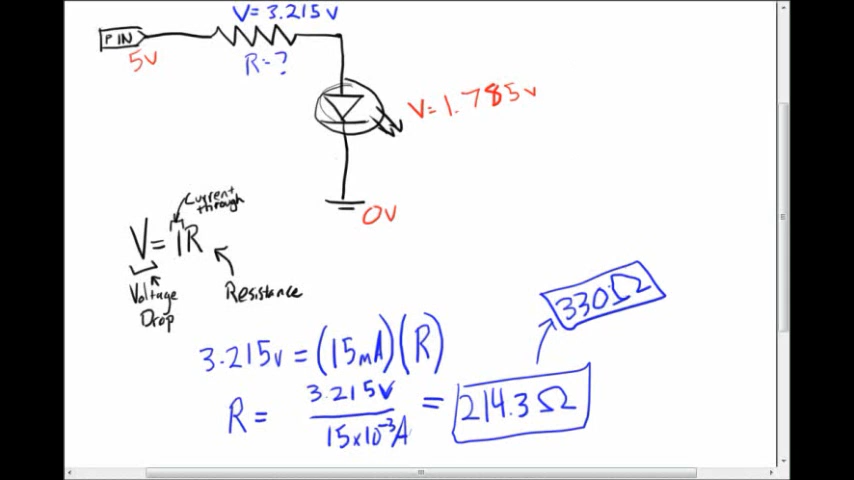 V= 3.215v
PIN
5V
R=?
V=1.785v
0V
Current through
V=IR
Voltage Drop
Resistance
330Ω
3.215v = (15mA)(R)
R = 3.215V / 15x10⁻³A = 214.3 Ω